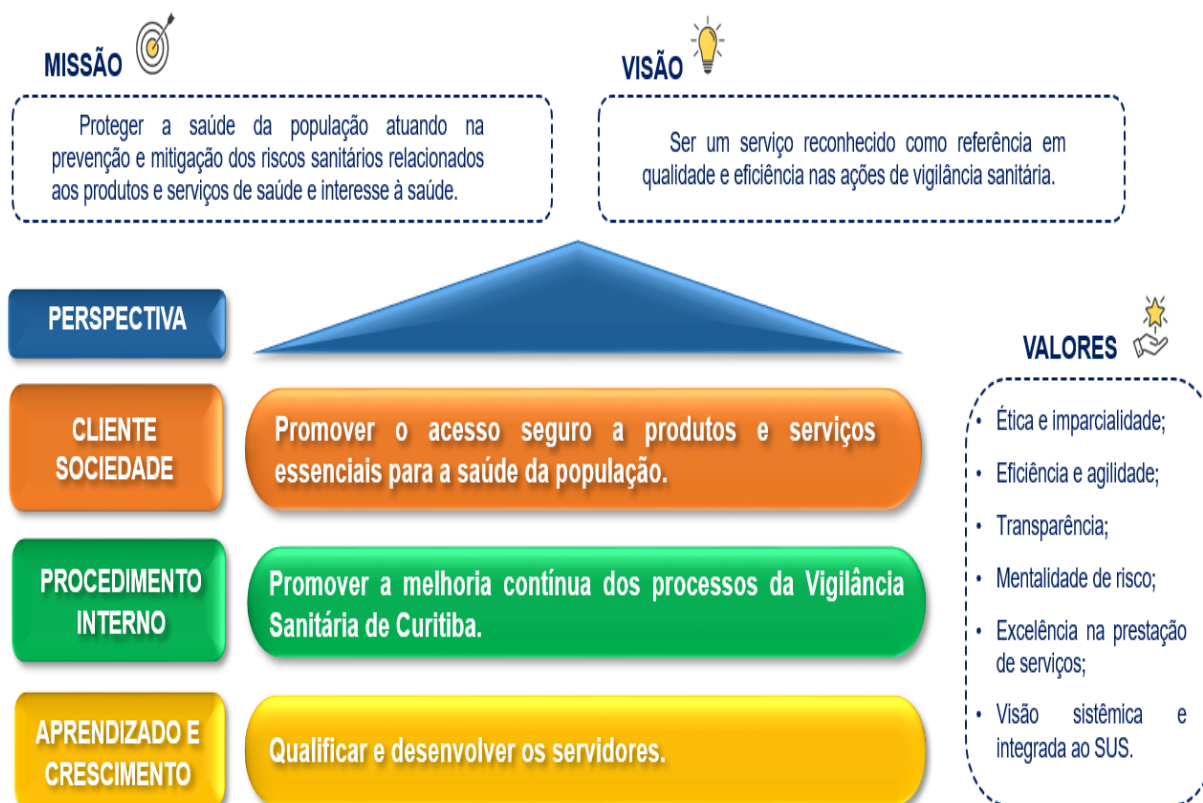 MISSÃO
Proteger a saúde da população atuando na
prevenção e mitigação dos riscos sanitários relacionados
aos produtos e serviços de saúde e interesse à saúde.
VISÃO
Ser um serviço reconhecido como referência em
qualidade e eficiência nas ações de vigilância sanitária.
PERSPECTIVA
CLIENTE
SOCIEDADE
Promover o acesso seguro a produtos e serviços
essenciais para a saúde da população.
PROCEDIMENTO
INTERNO
Promover a melhoria contínua dos processos da Vigilância
Sanitária de Curitiba.
APRENDIZADO E
CRESCIMENTO
Qualificar e desenvolver os servidores.
VALORES
• Ética e imparcialidade;
• Eficiência e agilidade;
• Transparência;
• Mentalidade de risco;
• Excelência na prestação
de serviços;
• Visão sistêmica e
integrada ao SUS.